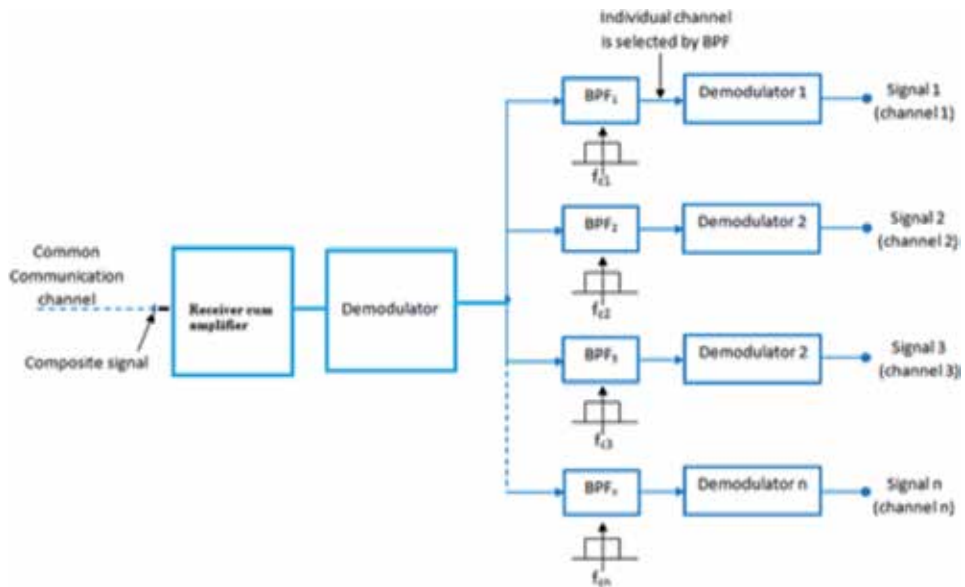 Individual channel
is selected by BPF
BPF₁
Demodulator 1
Signal 1
(channel 1)
f꜀₁
BPF₂
Demodulator 2
Signal 2
(channel 2)
f꜀₂
Common
Communication
channel
Receiver cum
amplifier
Demodulator
Composite signal
BPF₃
Demodulator 2
Signal 3
(channel 3)
f꜀₃
BPFₙ
Demodulator n
Signal n
(channel n)
f꜀ₙ